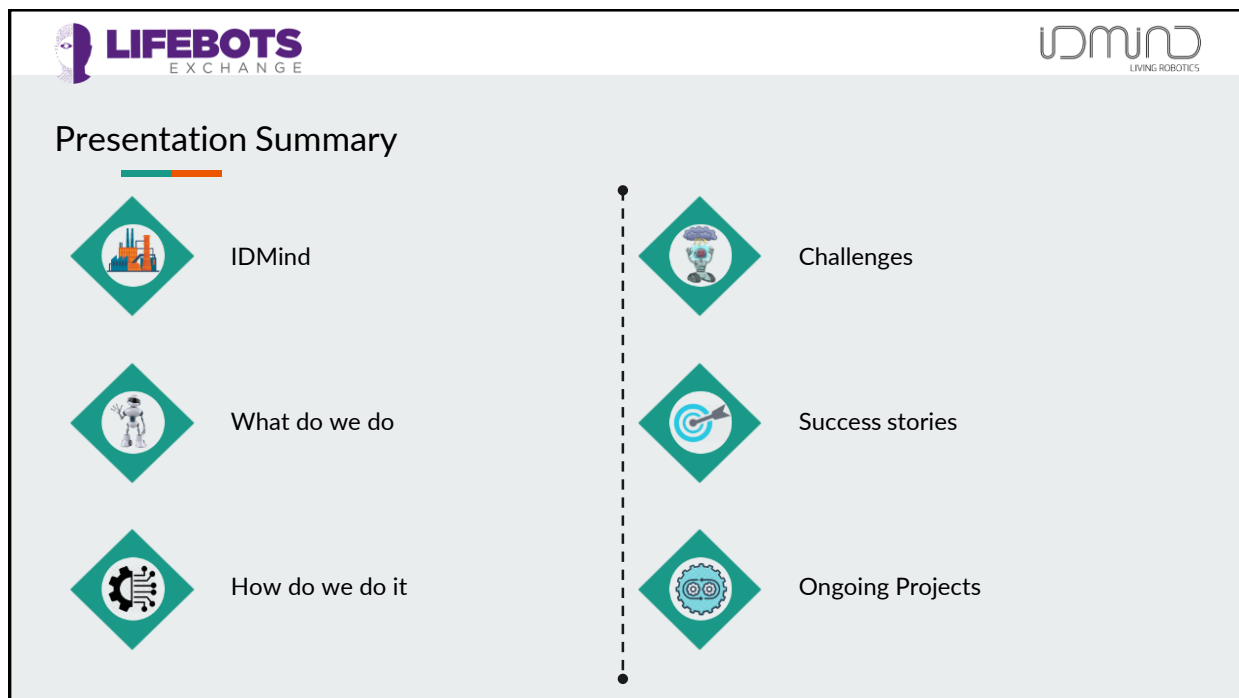 LIFEBOTS
EXCHANGE
iDMinD
LIVING ROBOTICS
Presentation Summary
IDMind
What do we do
How do we do it
Challenges
Success stories
Ongoing Projects